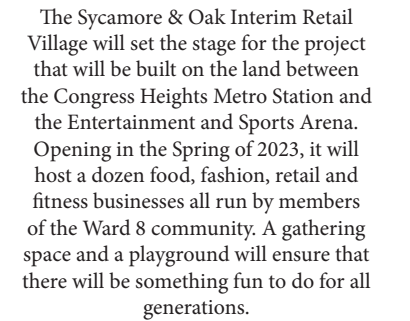 The Sycamore & Oak Interim Retail
Village will set the stage for the project
that will be built on the land between
the Congress Heights Metro Station and
the Entertainment and Sports Arena.
Opening in the Spring of 2023, it will
host a dozen food, fashion, retail and
fitness businesses all run by members
of the Ward 8 community. A gathering
space and a playground will ensure that
there will be something fun to do for all
generations.